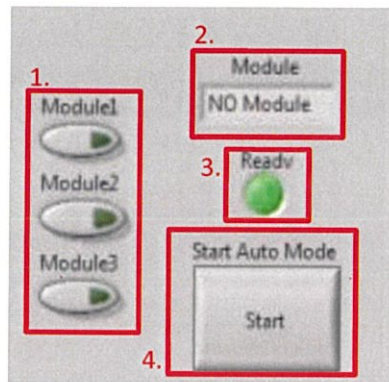 2.
Module
NO Module
1.
Module1
Module2
Module3
3.
Ready
Start Auto Mode
Start
4.